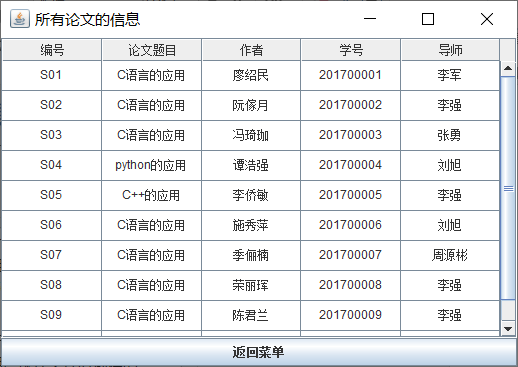 所有论文的信息
编号 论文题目 作者 学号 导师
S01 C语言的应用 廖绍民 201700001 李军
S02 C语言的应用 阮傢月 201700002 李强
S03 C语言的应用 冯琦珈 201700003 张勇
S04 python的应用 谭浩强 201700004 刘旭
S05 C++的应用 李侨敏 201700005 李强
S06 C语言的应用 施秀萍 201700006 刘旭
S07 C语言的应用 季俪楠 201700007 周源彬
S08 C语言的应用 荣丽珲 201700008 李强
S09 C语言的应用 陈君兰 201700009 李强
返回菜单